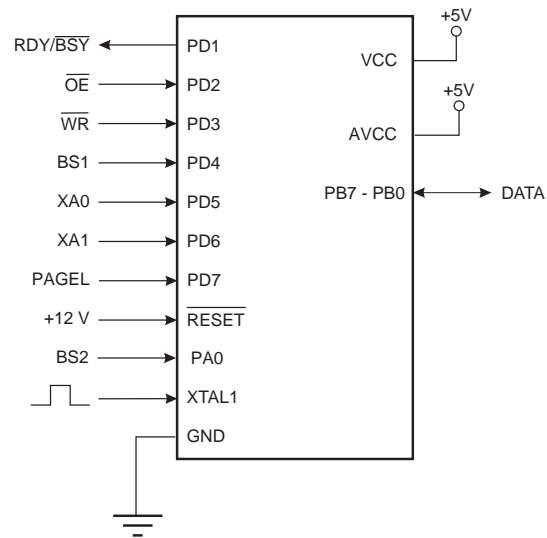 +5V
RDY/BSY PD1
VCC
OE PD2
+5V
WR PD3
AVCC
BS1 PD4
XA0 PD5 PB7 - PB0 DATA
XA1 PD6
PAGEL PD7
+12 V RESET
BS2 PA0
XTAL1
GND